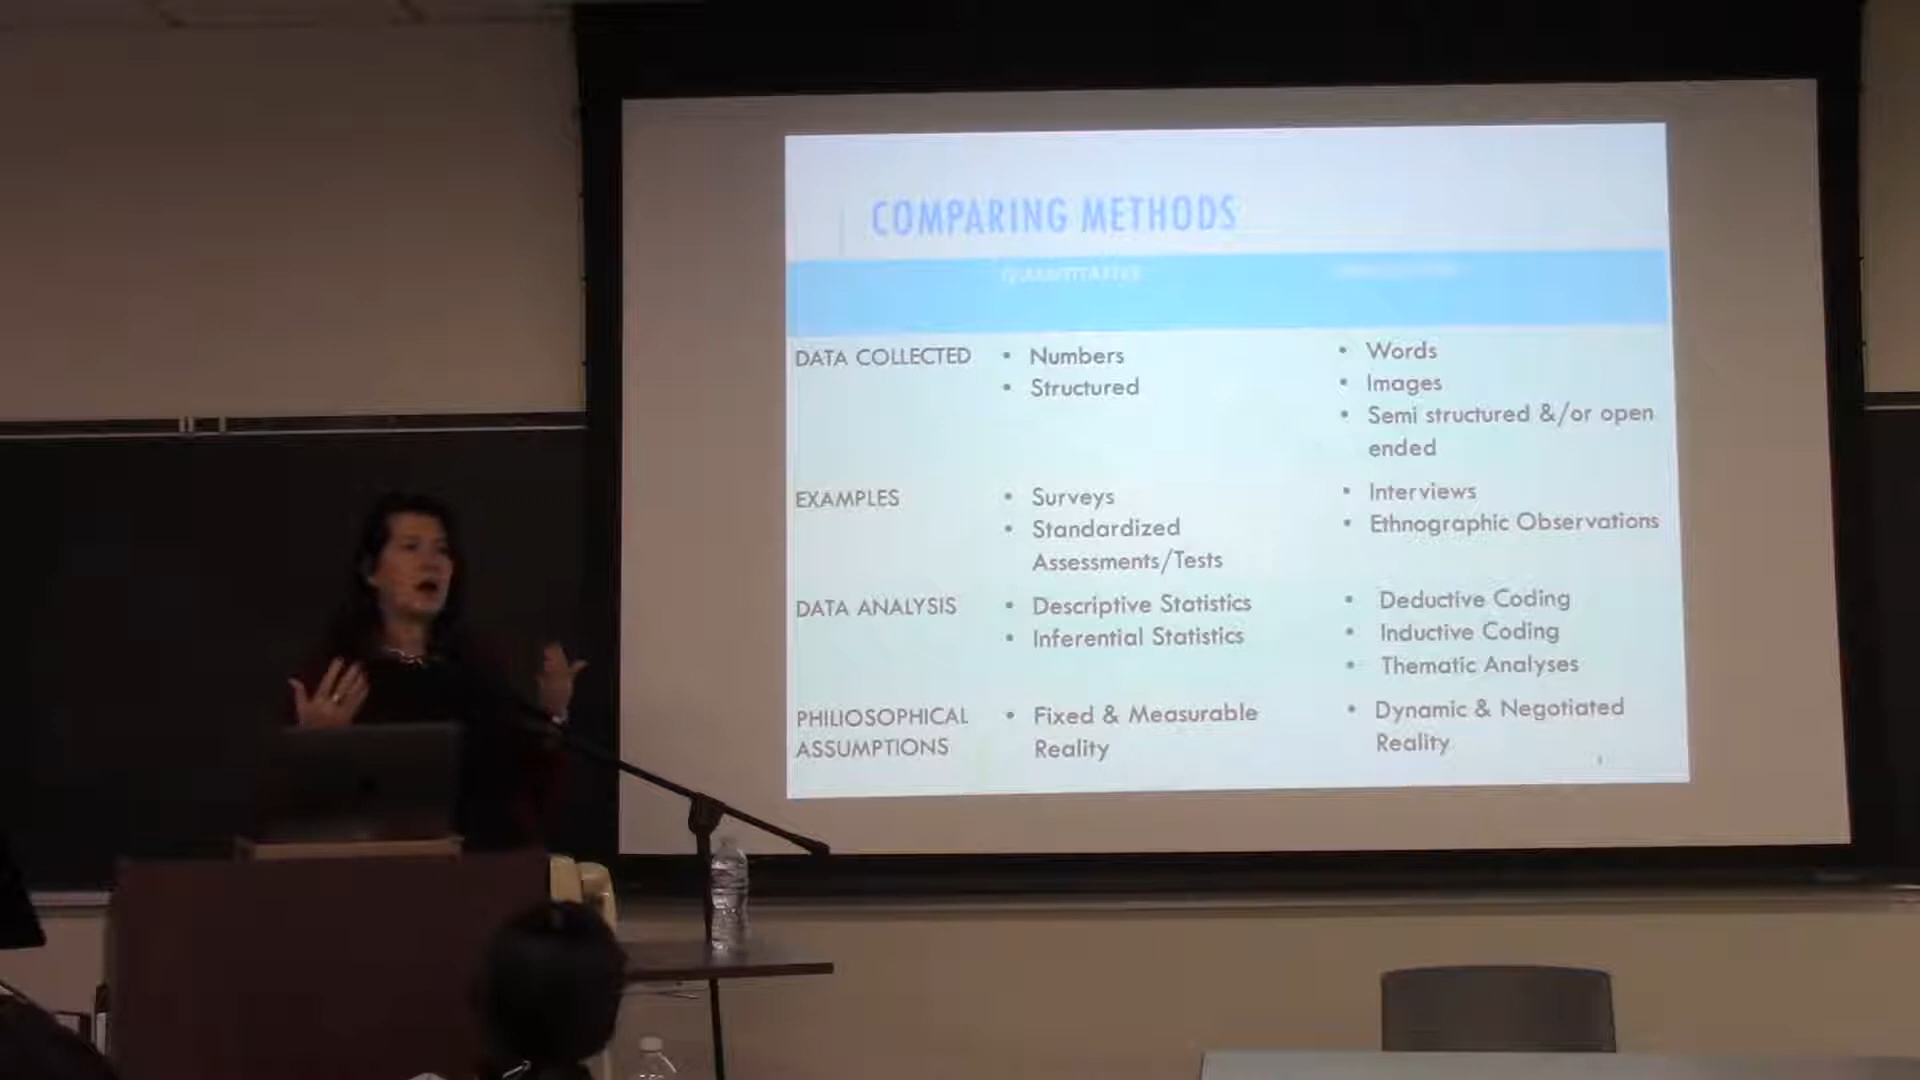 COMPARING METHODS
QUANTITATIVE
DATA COLLECTED
• Numbers
• Structured
• Words
• Images
• Semi structured &/or open
ended
EXAMPLES
• Surveys
• Standardized
Assessments/Tests
• Interviews
• Ethnographic Observations
DATA ANALYSIS
• Descriptive Statistics
• Inferential Statistics
• Deductive Coding
• Inductive Coding
• Thematic Analyses
PHILIOSOPHICAL
ASSUMPTIONS
• Fixed & Measurable
Reality
• Dynamic & Negotiated
Reality